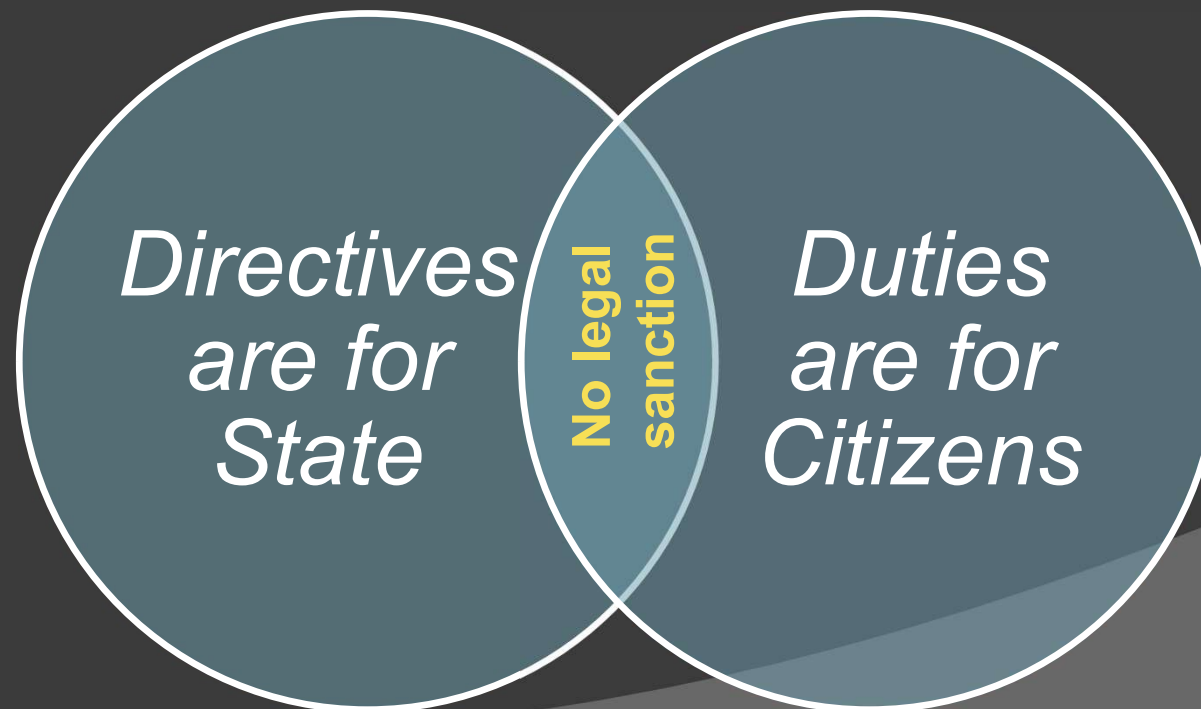 Directives
are for
State
No legal
sanction
Duties
are for
Citizens